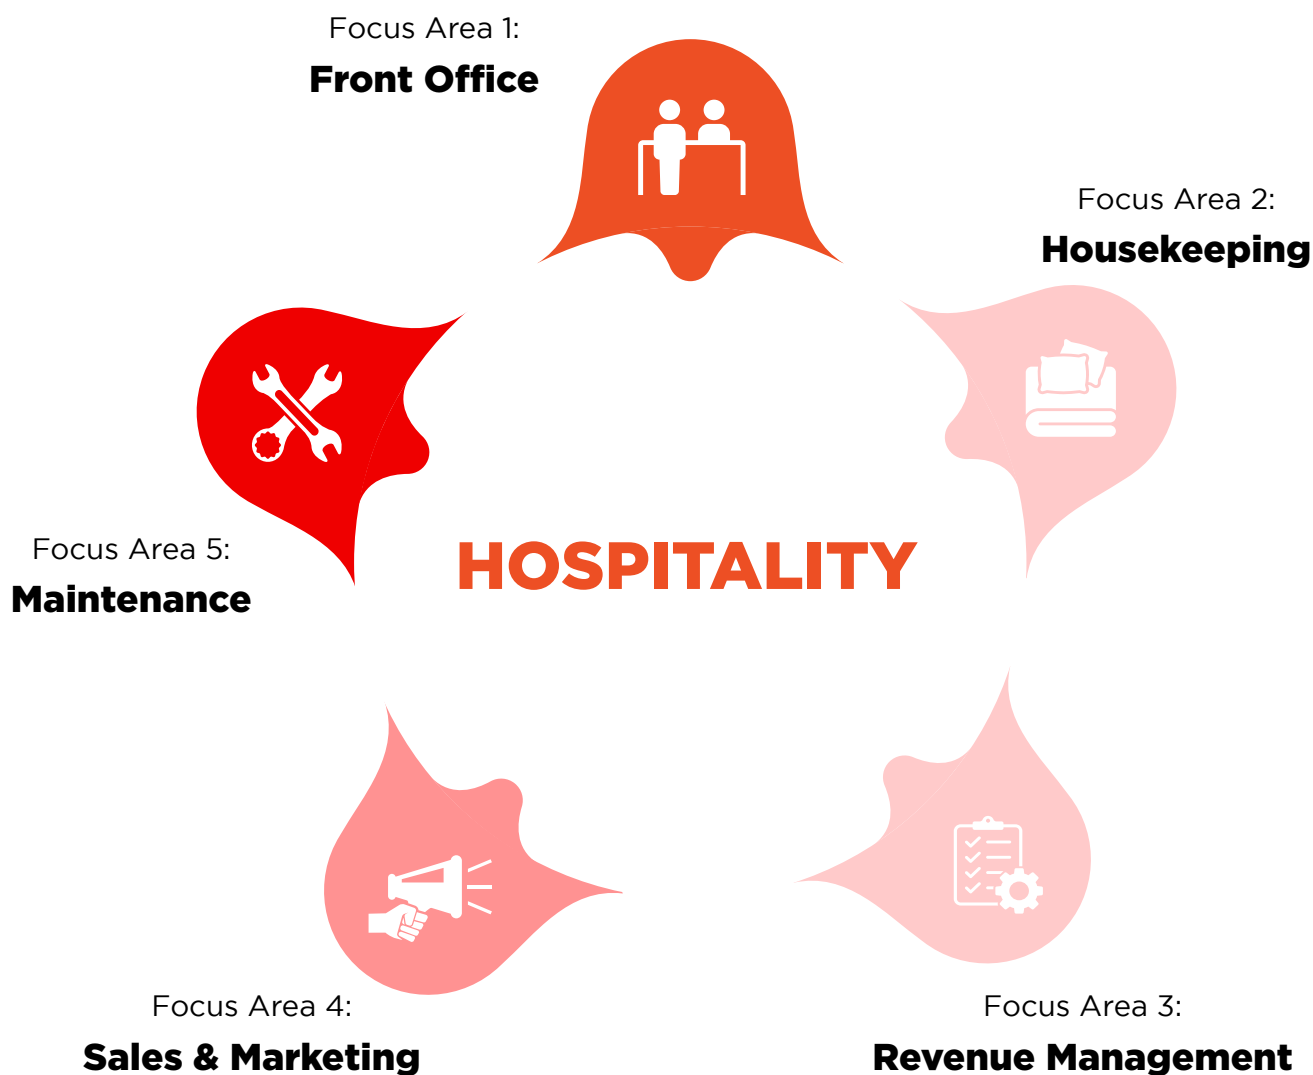 Focus Area 1:
Front Office
Focus Area 2:
Housekeeping
HOSPITALITY
Focus Area 5:
Maintenance
Focus Area 4:
Sales & Marketing
Focus Area 3:
Revenue Management